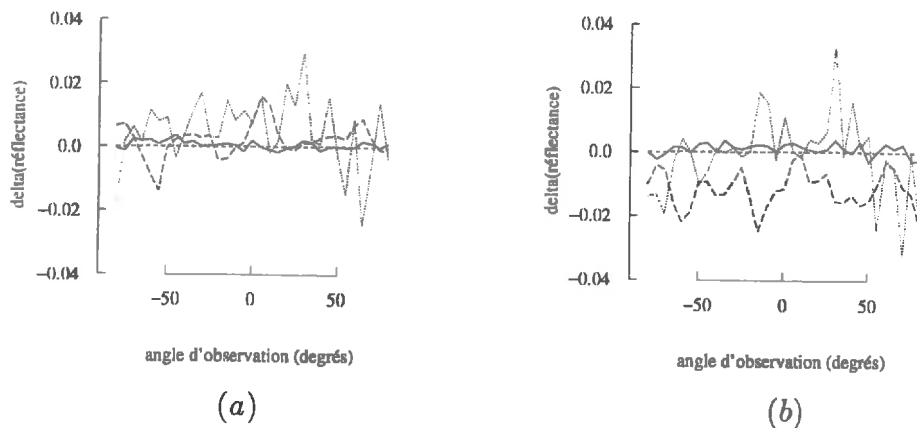 0.04
0.02
0.0
−0.02
−0.04
delta(réflectance)
−50 0 50
angle d'observation (degrés)
(a)
0.04
0.02
0.0
−0.02
−0.04
delta(réflectance)
−50 0 50
angle d'observation (degrés)
(b)